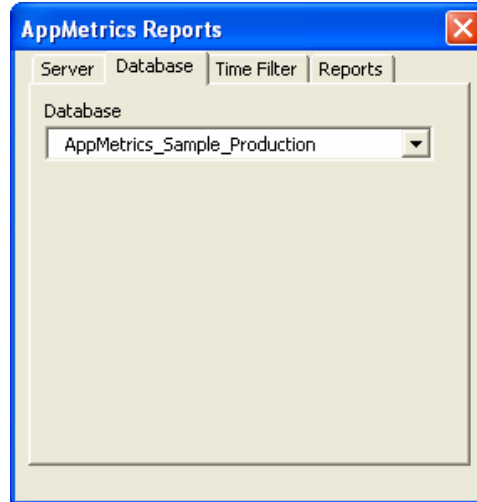 AppMetrics Reports
Server Database Time Filter Reports
Database
AppMetrics_Sample_Production